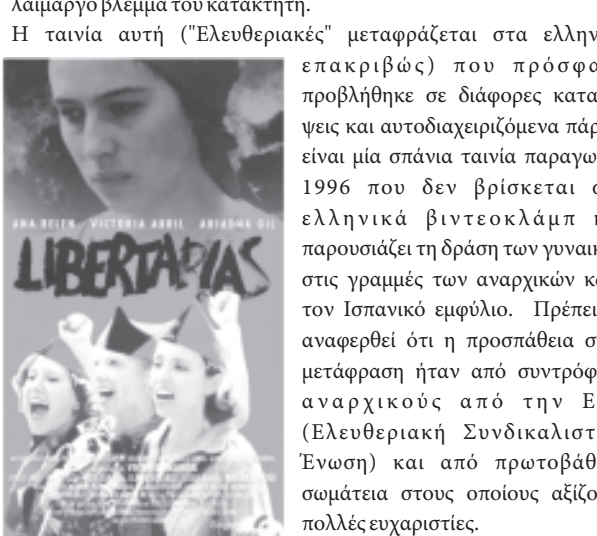 λαίμαργο βλέμμα του κατακτητή.
Η ταινία αυτή ("Ελευθεριακές" μεταφράζεται στα ελλην
επακριβώς) που πρόσφα
προβλήθηκε σε διάφορες κατα
ψεις και αυτοδιαχειριζόμενα πάρ
είναι μία σπάνια ταινία παραγω
1996 που δεν βρίσκεται σ
ελληνικά βιντεοκλάμπ
παρουσιάζει τη δράση των γυναικ
στις γραμμές των αναρχικών κ
τον Ισπανικό εμφύλιο. Πρέπει
αναφερθεί ότι η προσπάθεια σ
μετάφραση ήταν από συντρόφ
αναρχικούς από την Ε
(Ελευθεριακή Συνδικαλιστ
Ένωση) και από πρωτοβάθ
σωμάτεια στους οποίους αξίζο
πολλές ευχαριστίες.
ANA BELEN VICTORIA ABRIL ARIADNA GIL
LIBERTARIAS